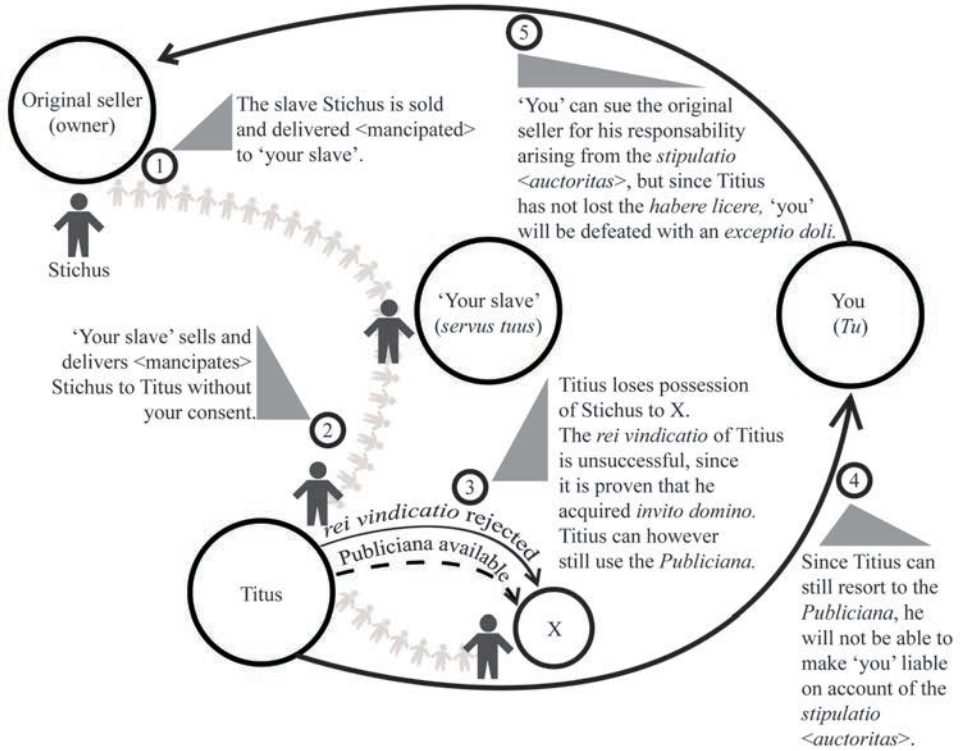 5
Original seller
(owner)
The slave Stichus is sold
and delivered <mancipated>
to ‘your slave’.
1
Stichus
‘You’ can sue the original
seller for his responsability
arising from the stipulatio
<auctoritas>, but since Titius
has not lost the habere licere, ‘you’
will be defeated with an exceptio doli.
‘Your slave’
(servus tuus)
You
(Tu)
‘Your slave’ sells and
delivers <mancipates>
Stichus to Titus without
your consent.
2
Titius loses possession
of Stichus to X.
The rei vindicatio of Titius
is unsuccessful, since
it is proven that he
acquired invito domino.
Titius can however
still use the Publiciana.
3
rei vindicatio rejected
Publiciana available
Titus
X
4
Since Titius can
still resort to the
Publiciana, he
will not be able to
make ‘you’ liable
on account of the
stipulatio
<auctoritas>.